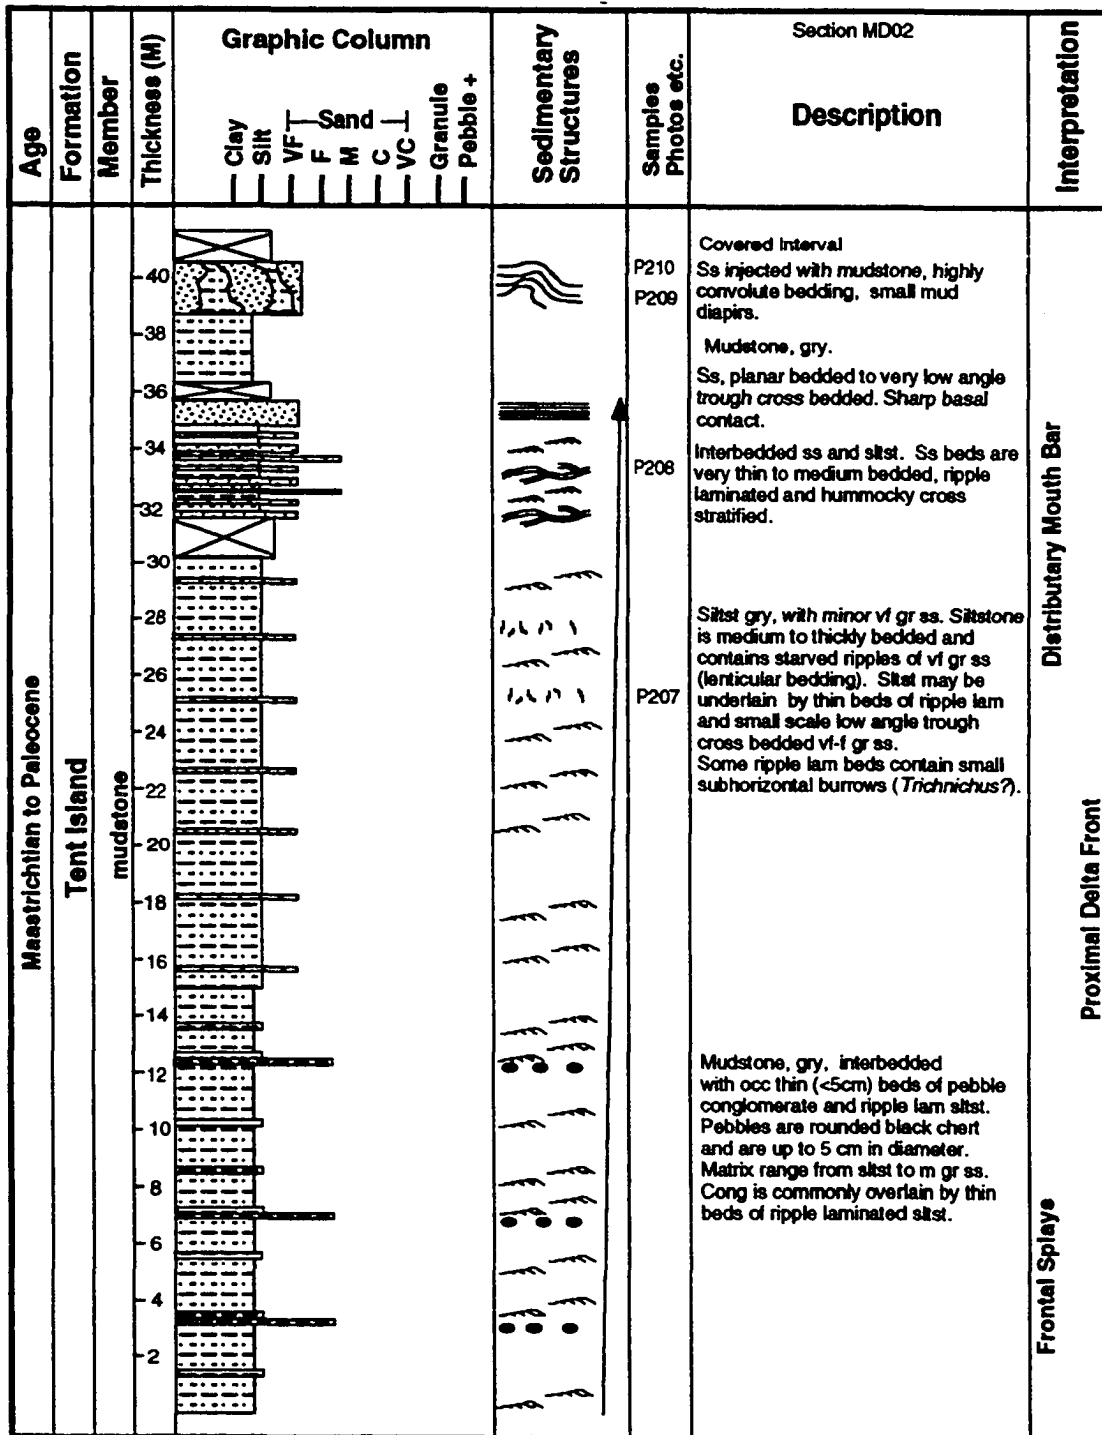 Age
Formation
Member
Thickness (M)
Graphic Column
Clay
Silt
Sand
VF
F
M
C
VC
Granule
Pebble +
Sedimentary
Structures
Samples
Photos etc.
Section MD02
Description
Interpretation
Maastrichtian to Paleocene
Tent Island
mudstone
40
38
36
34
32
30
28
26
24
22
20
18
16
14
12
10
8
6
4
2
P210
P209
P208
P207
Covered Interval
Ss injected with mudstone, highly
convolute bedding, small mud
diapirs.
Mudstone, gry.
Ss, planar bedded to very low angle
trough cross bedded. Sharp basal
contact.
Interbedded ss and sltst. Ss beds are
very thin to medium bedded, ripple
laminated and hummocky cross
stratified.
Siltst gry, with minor vf gr ss. Siltstone
is medium to thickly bedded and
contains starved ripples of vf gr ss
(lenticular bedding). Sltst may be
underlain by thin beds of ripple lam
and small scale low angle trough
cross bedded vf-f gr ss.
Some ripple lam beds contain small
subhorizontal burrows (Trichnichus?).
Mudstone, gry, interbedded
with occ thin (<5cm) beds of pebble
conglomerate and ripple lam sltst.
Pebbles are rounded black chert
and are up to 5 cm in diameter.
Matrix range from sltst to m gr ss.
Cong is commonly overlain by thin
beds of ripple laminated sltst.
Distributary Mouth Bar
Proximal Delta Front
Frontal Splays